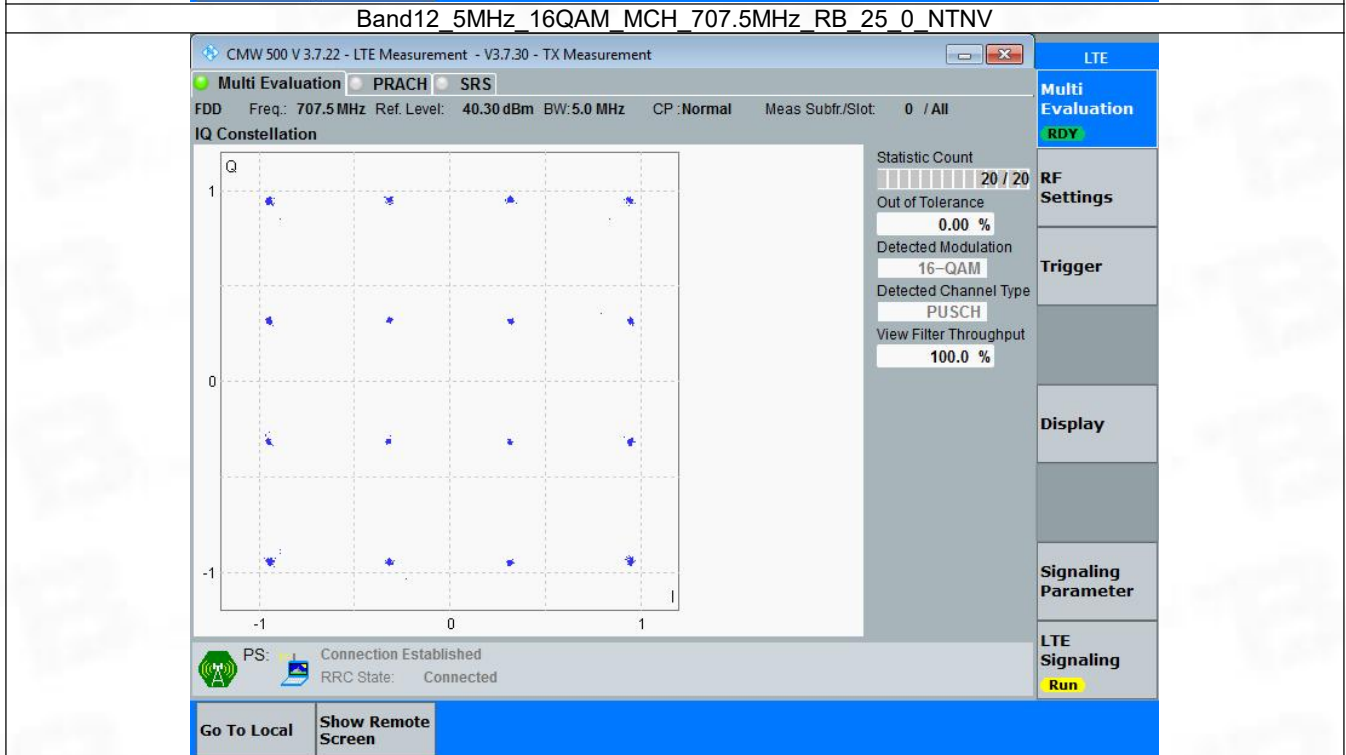 Band12_5MHz_16QAM_MCH_707.5MHz_RB_25_0_NTNV
CMW 500 V 3.7.22 - LTE Measurement - V3.7.30 - TX Measurement
LTE
Multi Evaluation PRACH SRS
Multi
Evaluation
RDY
FDD Freq.: 707.5 MHz Ref. Level: 40.30 dBm BW: 5.0 MHz CP : Normal Meas Subfr./Slot: 0 / All
IQ Constellation
Q
1
0
-1
I
-1 0 1
Statistic Count
20 / 20
Out of Tolerance
0.00 %
Detected Modulation
16-QAM
Detected Channel Type
PUSCH
View Filter Throughput
100.0 %
RF
Settings
Trigger
Display
Signaling
Parameter
LTE
Signaling
Run
PS: Connection Established
RRC State: Connected
Go To Local
Show Remote
Screen